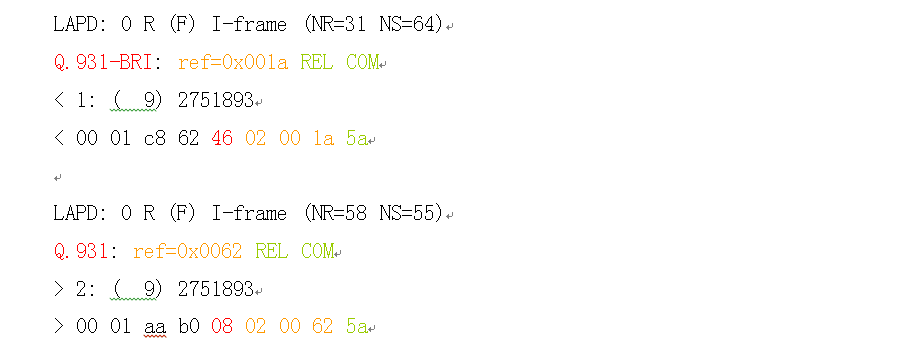 LAPD: 0 R (F) I-frame (NR=31 NS=64)
Q.931-BRI: ref=0x001a REL COM
< 1: (  9) 2751893
< 00 01 c8 62 46 02 00 1a 5a
LAPD: 0 R (F) I-frame (NR=58 NS=55)
Q.931: ref=0x0062 REL COM
> 2: (  9) 2751893
> 00 01 aa b0 08 02 00 62 5a